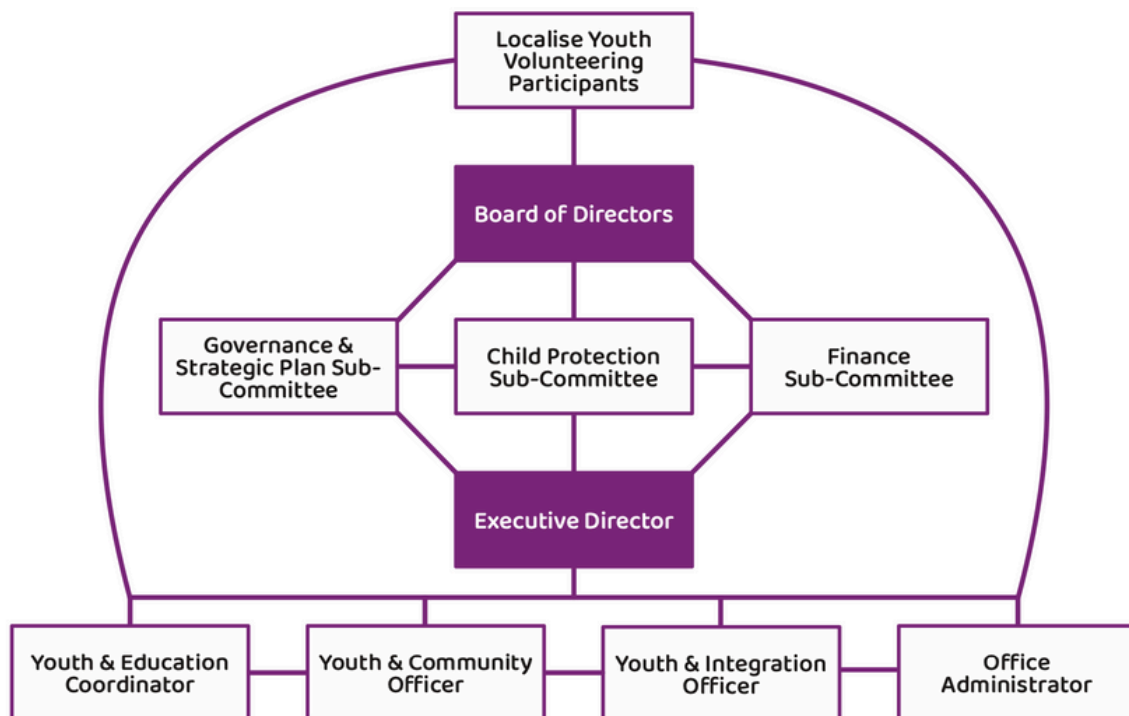 Localise Youth
Volunteering
Participants
Board of Directors
Governance &
Strategic Plan Sub-
Committee
Child Protection
Sub-Committee
Finance
Sub-Committee
Executive Director
Youth & Education
Coordinator
Youth & Community
Officer
Youth & Integration
Officer
Office
Administrator